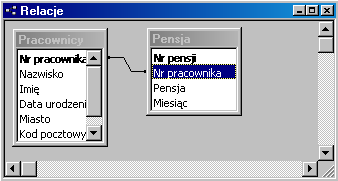 Relacje
Pracownicy
Nr pracownika
Nazwisko
Imię
Data urodzeni
Miasto
Kod pocztowy
Pensja
Nr pensji
Nr pracownika
Pensja
Miesiąc